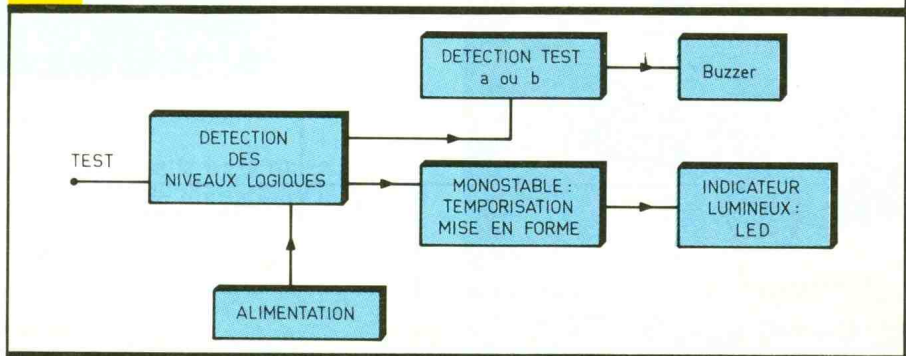 DETECTION TEST
a ou b
Buzzer
TEST
DETECTION
DES
NIVEAUX LOGIQUES
MONOSTABLE :
TEMPORISATION
MISE EN FORME
INDICATEUR
LUMINEUX :
LED
ALIMENTATION